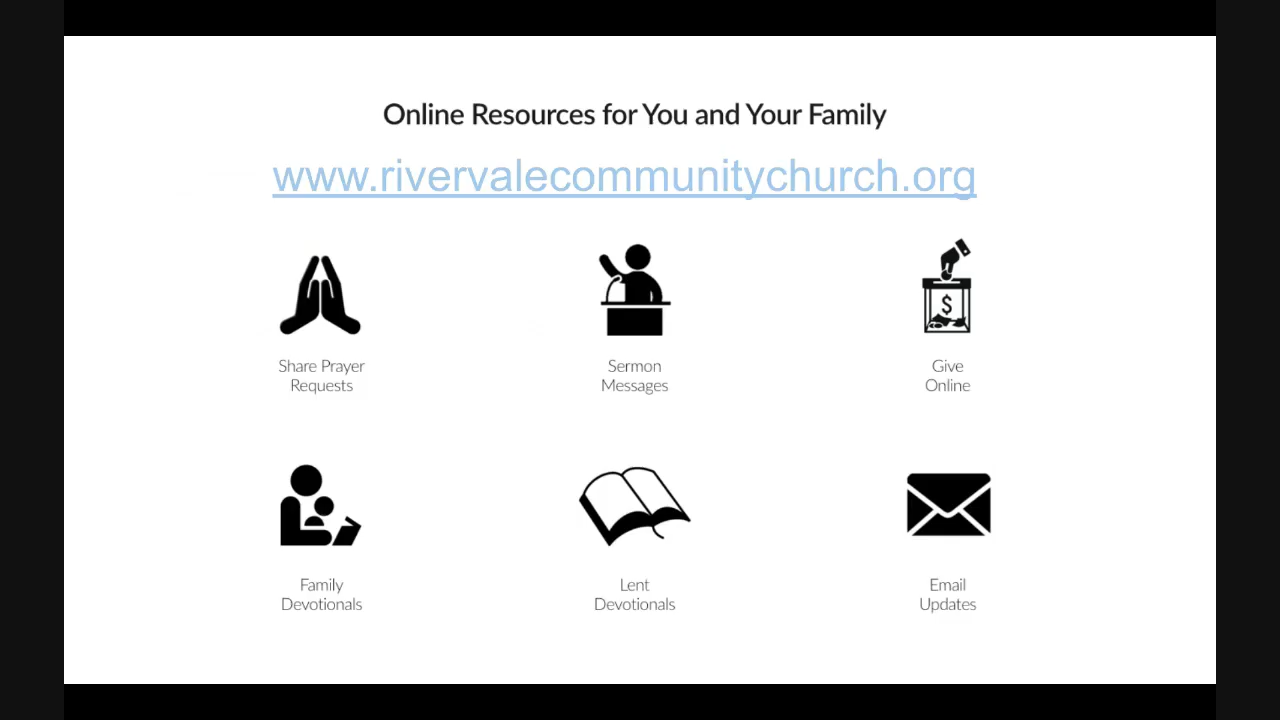 Online Resources for You and Your Family
www.rivervalecommunitychurch.org
$
Share Prayer
Requests
Sermon
Messages
Give
Online
Family
Devotionals
Lent
Devotionals
Email
Updates